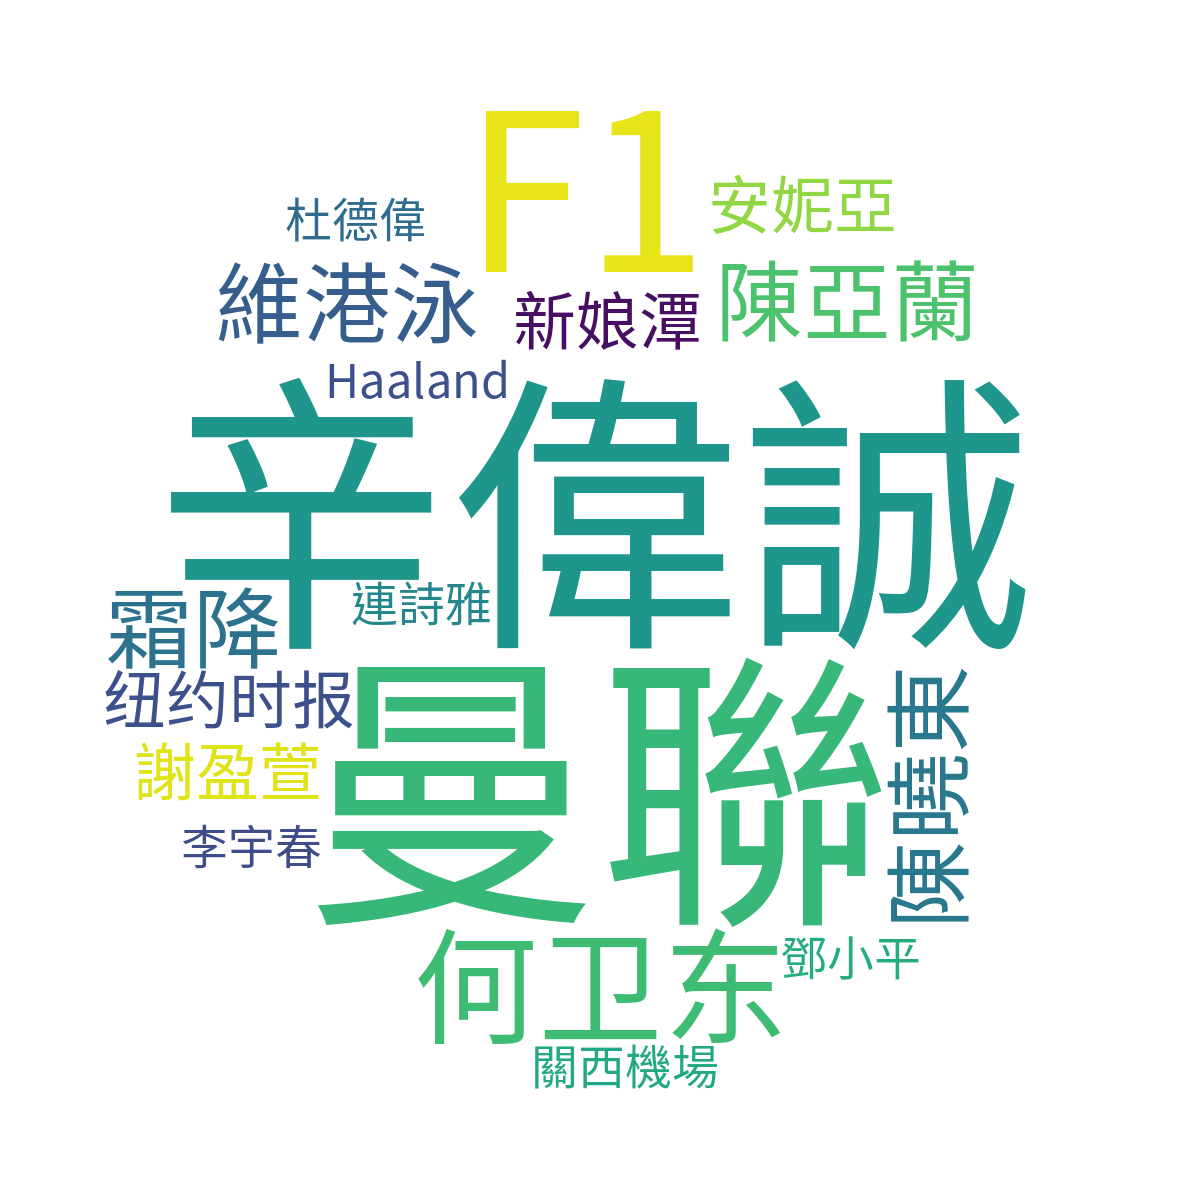 F1
安妮亞
杜德偉
維港泳
新娘潭
陳亞蘭
Haaland
辛偉誠
連詩雅
霜降
纽约时报
曼聯
陳曉東
謝盈萱
李宇春
何卫东
鄧小平
關西機場